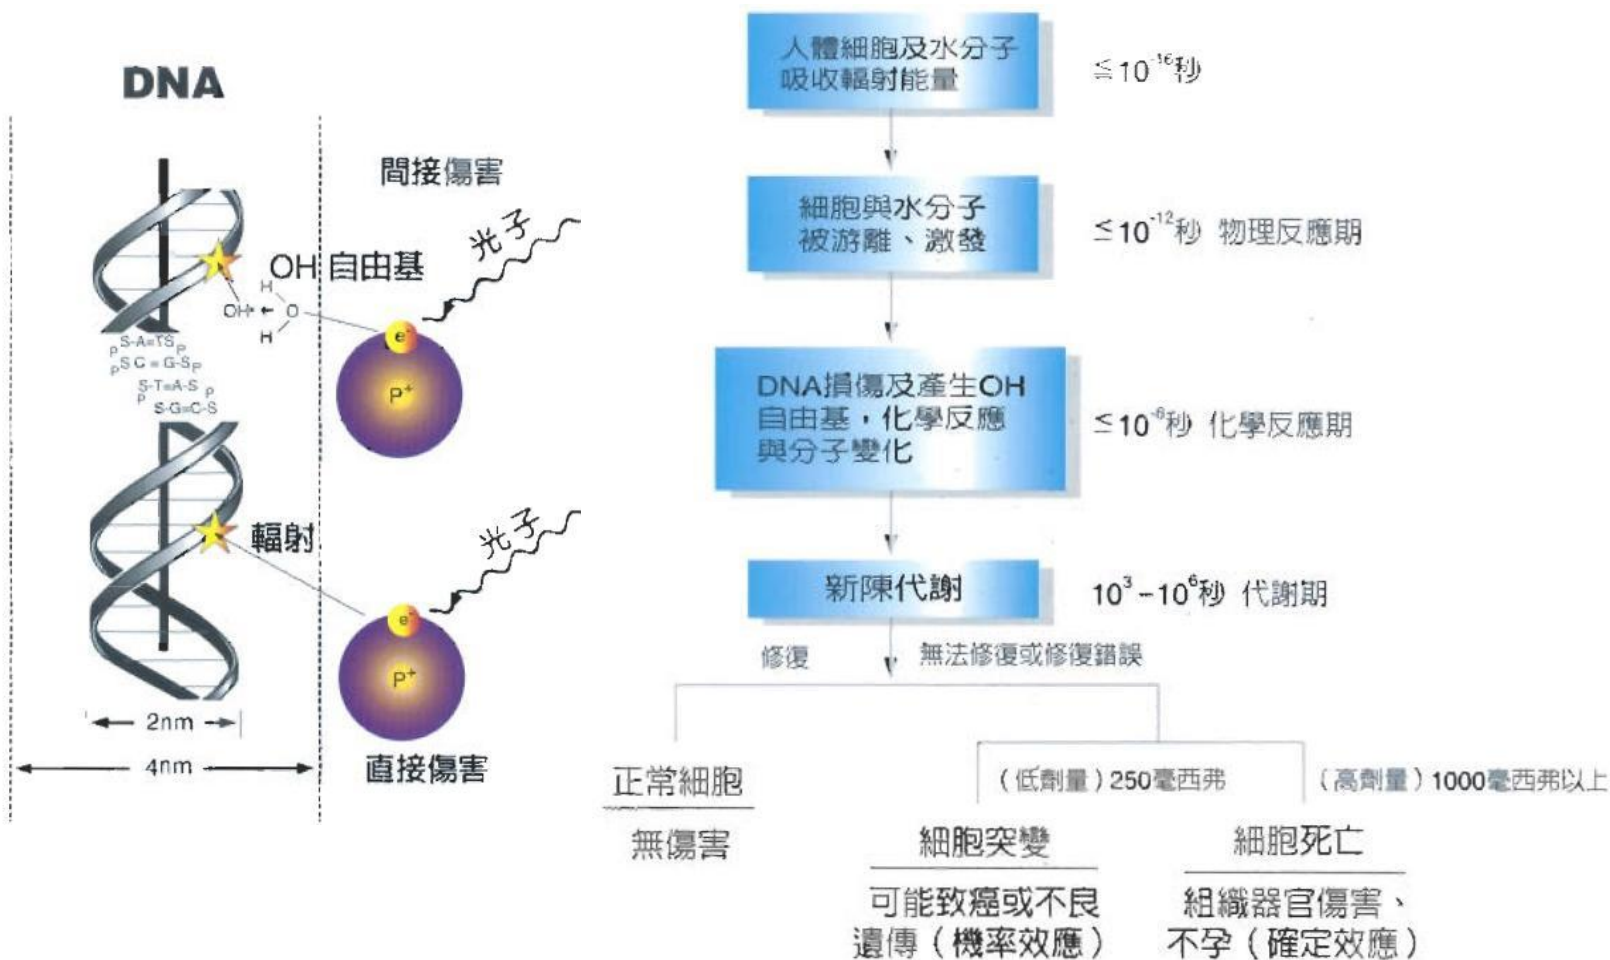 DNA
間接傷害
光子
OH 自由基
H
OH• ← O
H
e⁻
P⁺
S-A=TS
P P
P S C ≡ G-S P
S-T=A-S
P P
S-G≡C-S
光子
輻射
e⁻
P⁺
2nm
4nm
直接傷害
人體細胞及水分子
吸收輻射能量
≦10⁻¹⁶秒
細胞與水分子
被游離、激發
≦10⁻¹²秒 物理反應期
DNA損傷及產生OH
自由基，化學反應
與分子變化
≦10⁻⁶秒 化學反應期
新陳代謝
10³－10⁶秒 代謝期
修復
無法修復或修復錯誤
正常細胞
無傷害
（低劑量）250毫西弗
細胞突變
可能致癌或不良
遺傳（機率效應）
（高劑量）1000毫西弗以上
細胞死亡
組織器官傷害、
不孕（確定效應）